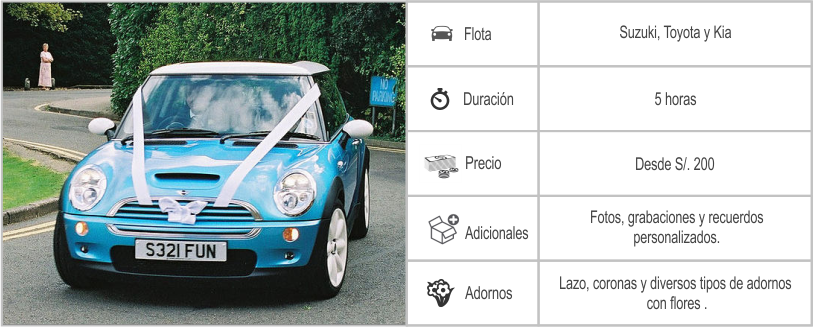 NO
PARKING
S321 FUN
Flota
Suzuki, Toyota y Kia
Duración
5 horas
Precio
Desde S/. 200
Adicionales
Fotos, grabaciones y recuerdos
personalizados.
Adornos
Lazo, coronas y diversos tipos de adornos
con flores .